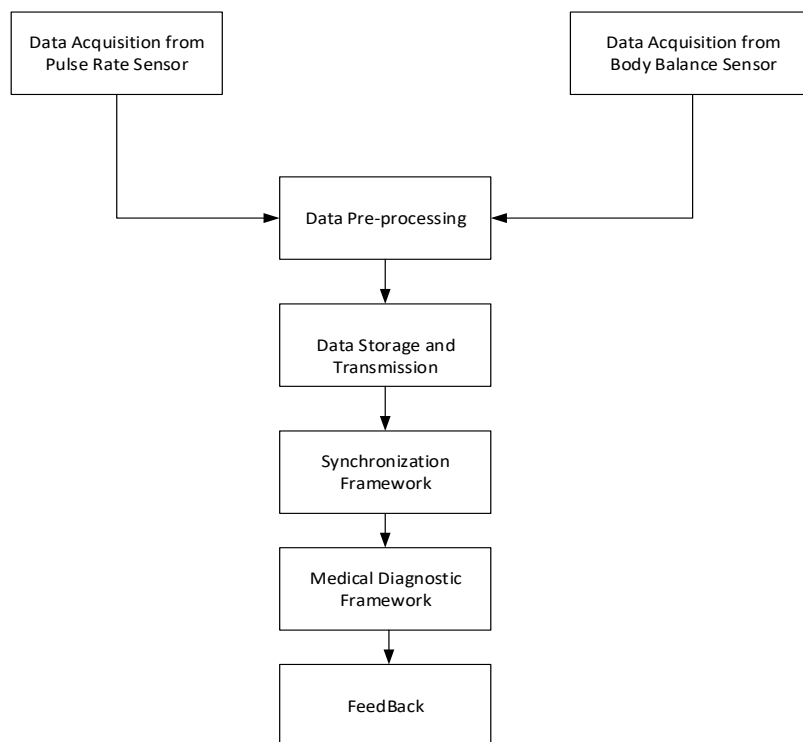 Data Acquisition from
Pulse Rate Sensor
Data Acquisition from
Body Balance Sensor
Data Pre-processing
Data Storage and
Transmission
Synchronization
Framework
Medical Diagnostic
Framework
FeedBack